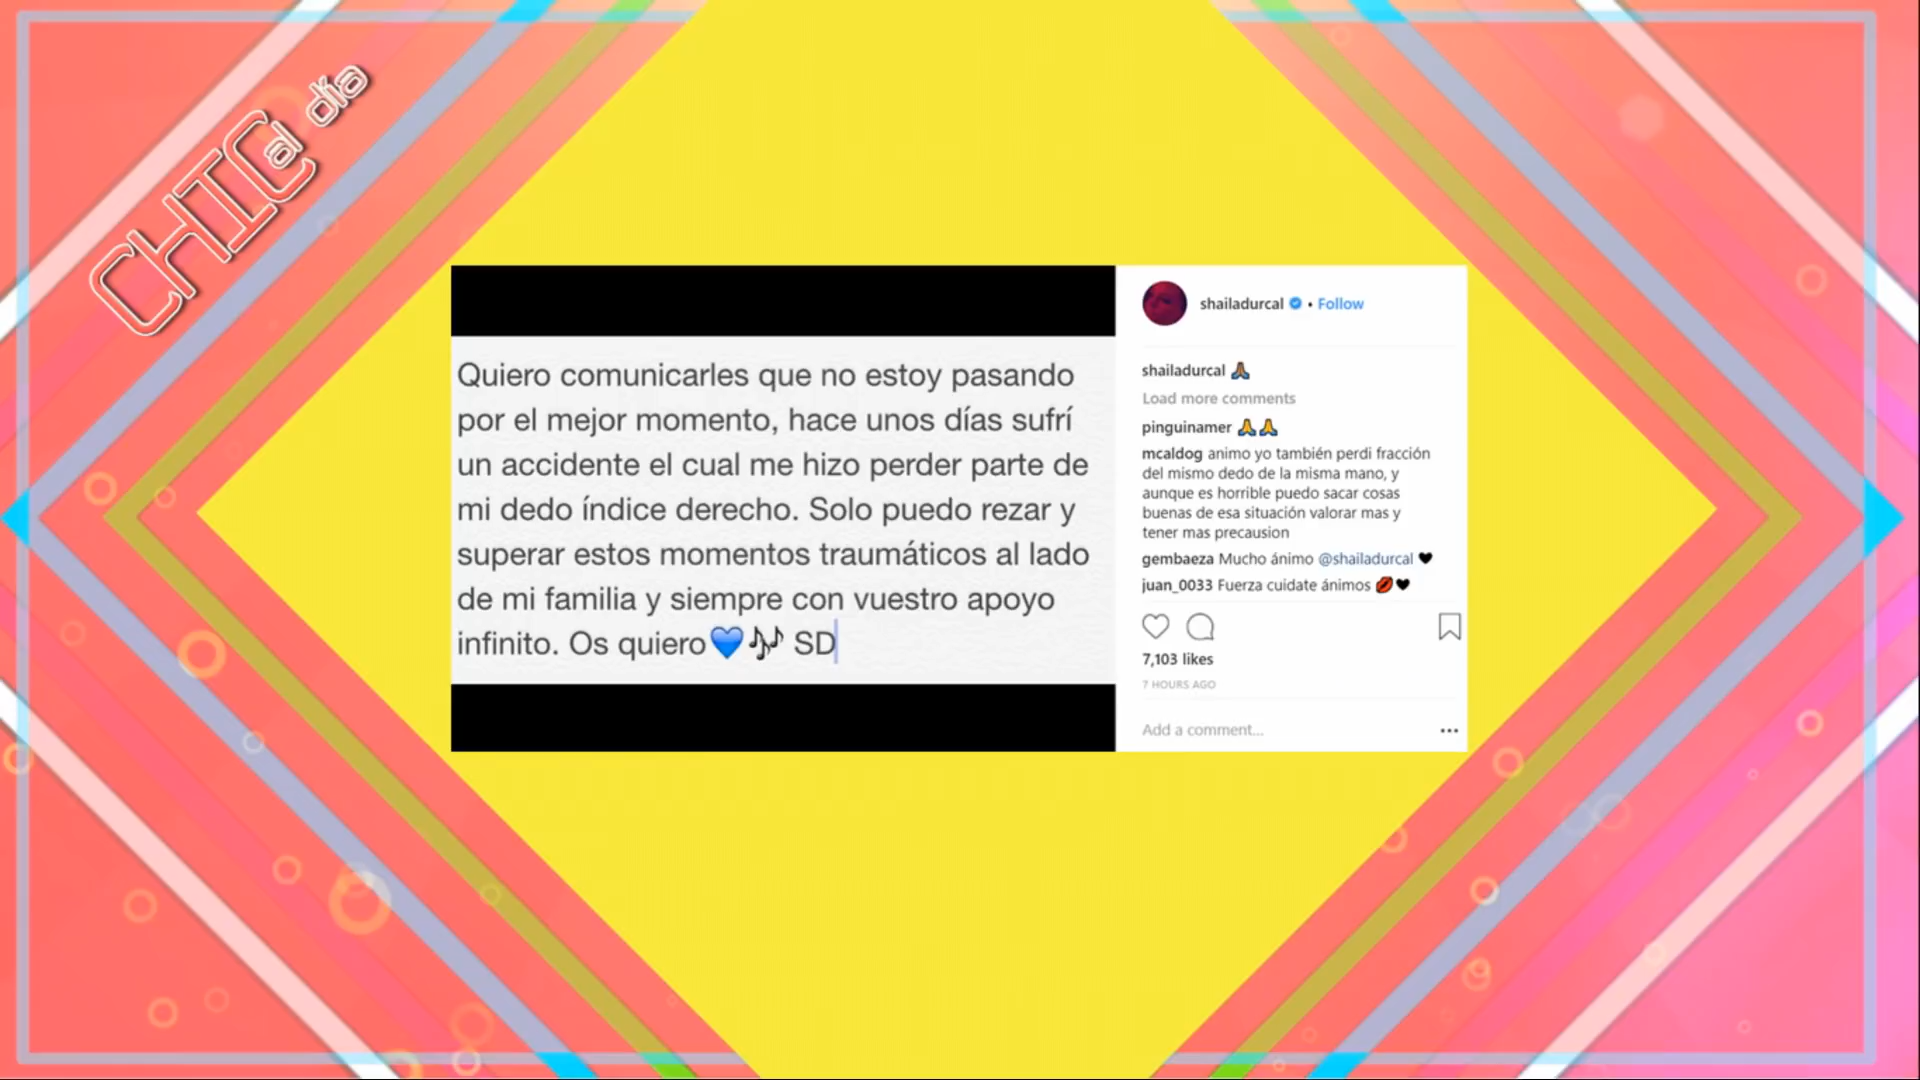 CHIC al día
Quiero comunicarles que no estoy pasando
por el mejor momento, hace unos días sufrí
un accidente el cual me hizo perder parte de
mi dedo índice derecho. Solo puedo rezar y
superar estos momentos traumáticos al lado
de mi familia y siempre con vuestro apoyo
infinito. Os quiero💙🎶 SD
shailadurcal • Follow
shailadurcal 🙏🏾
Load more comments
pinguinamer 🙏🙏
mcaldog animo yo también perdi fracción
del mismo dedo de la misma mano, y
aunque es horrible puedo sacar cosas
buenas de esa situación valorar mas y
tener mas precausion
gembaeza Mucho ánimo @shailadurcal 🖤
juan_0033 Fuerza cuidate ánimos 💋🖤
7,103 likes
7 HOURS AGO
Add a comment...